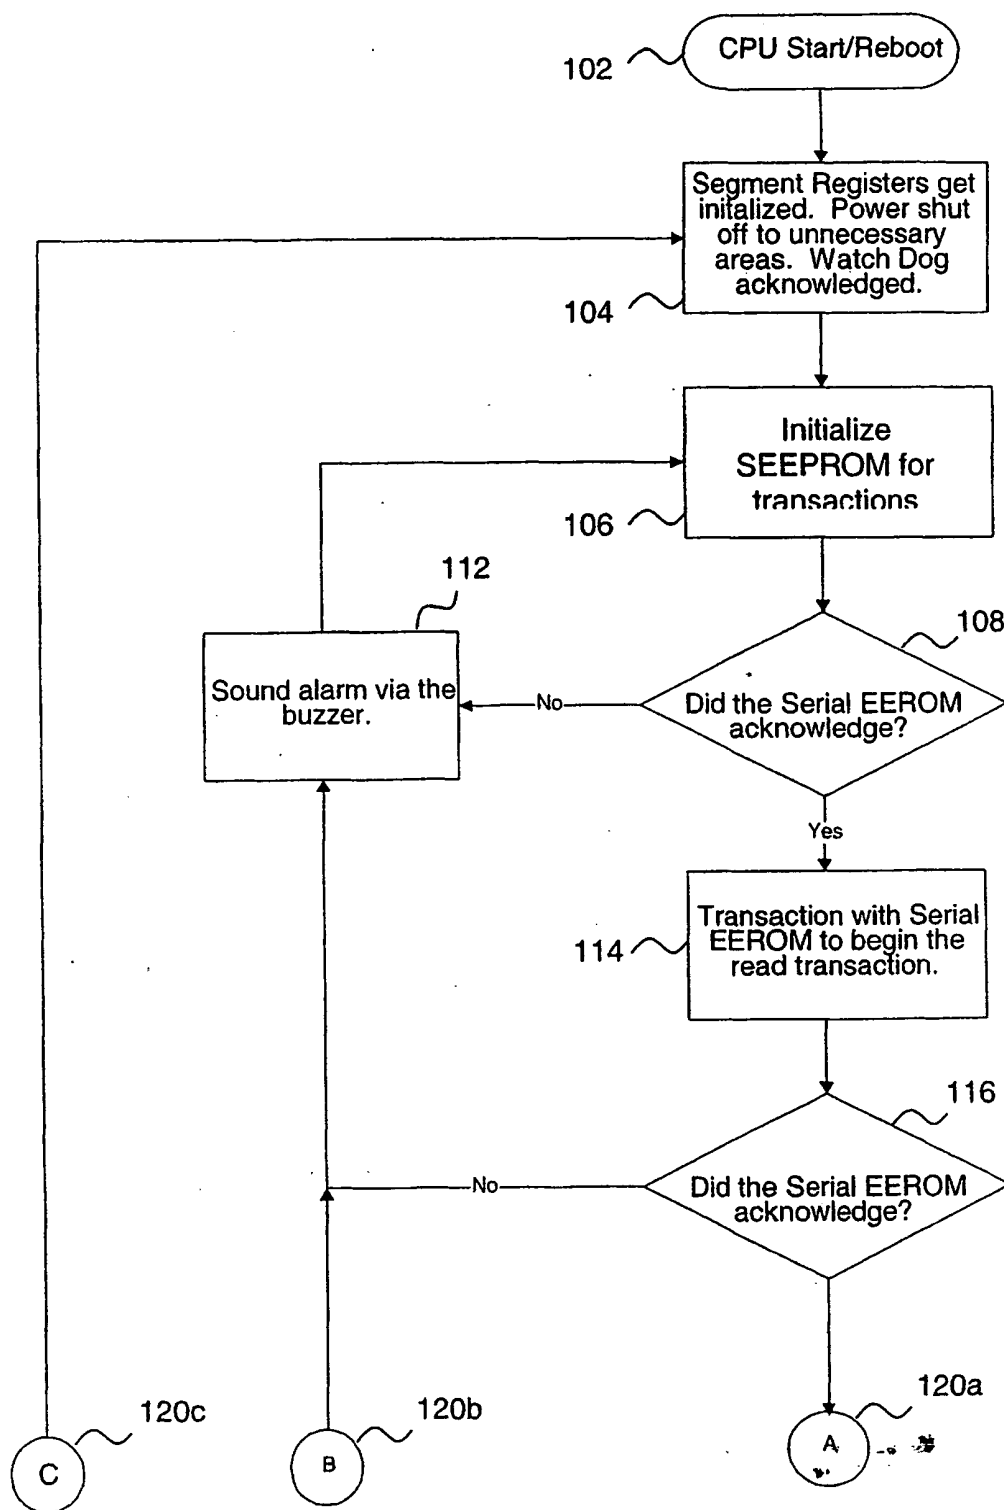 CPU Start/Reboot
102
Segment Registers get
initalized. Power shut
off to unnecessary
areas. Watch Dog
acknowledged.
104
Initialize
SEEPROM for
transactions
106
112
108
Sound alarm via the
buzzer.
No
Did the Serial EEROM
acknowledge?
Yes
Transaction with Serial
EEROM to begin the
read transaction.
114
116
No
Did the Serial EEROM
acknowledge?
120c
120b
120a
C
B
A